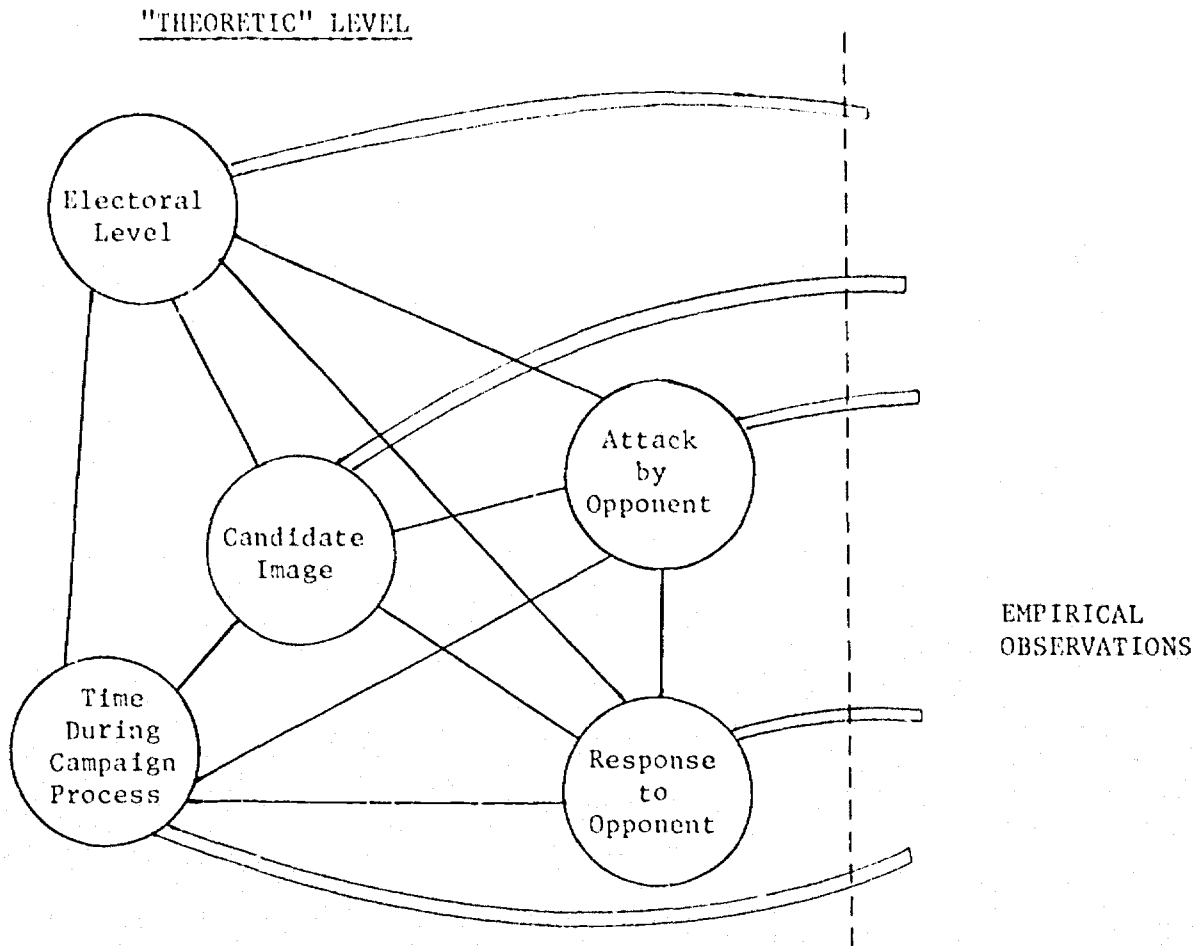 "THEORETIC" LEVEL
Electoral
Level
Attack
by
Opponent
Candidate
Image
EMPIRICAL
OBSERVATIONS
Time
During
Campaign
Process
Response
to
Opponent